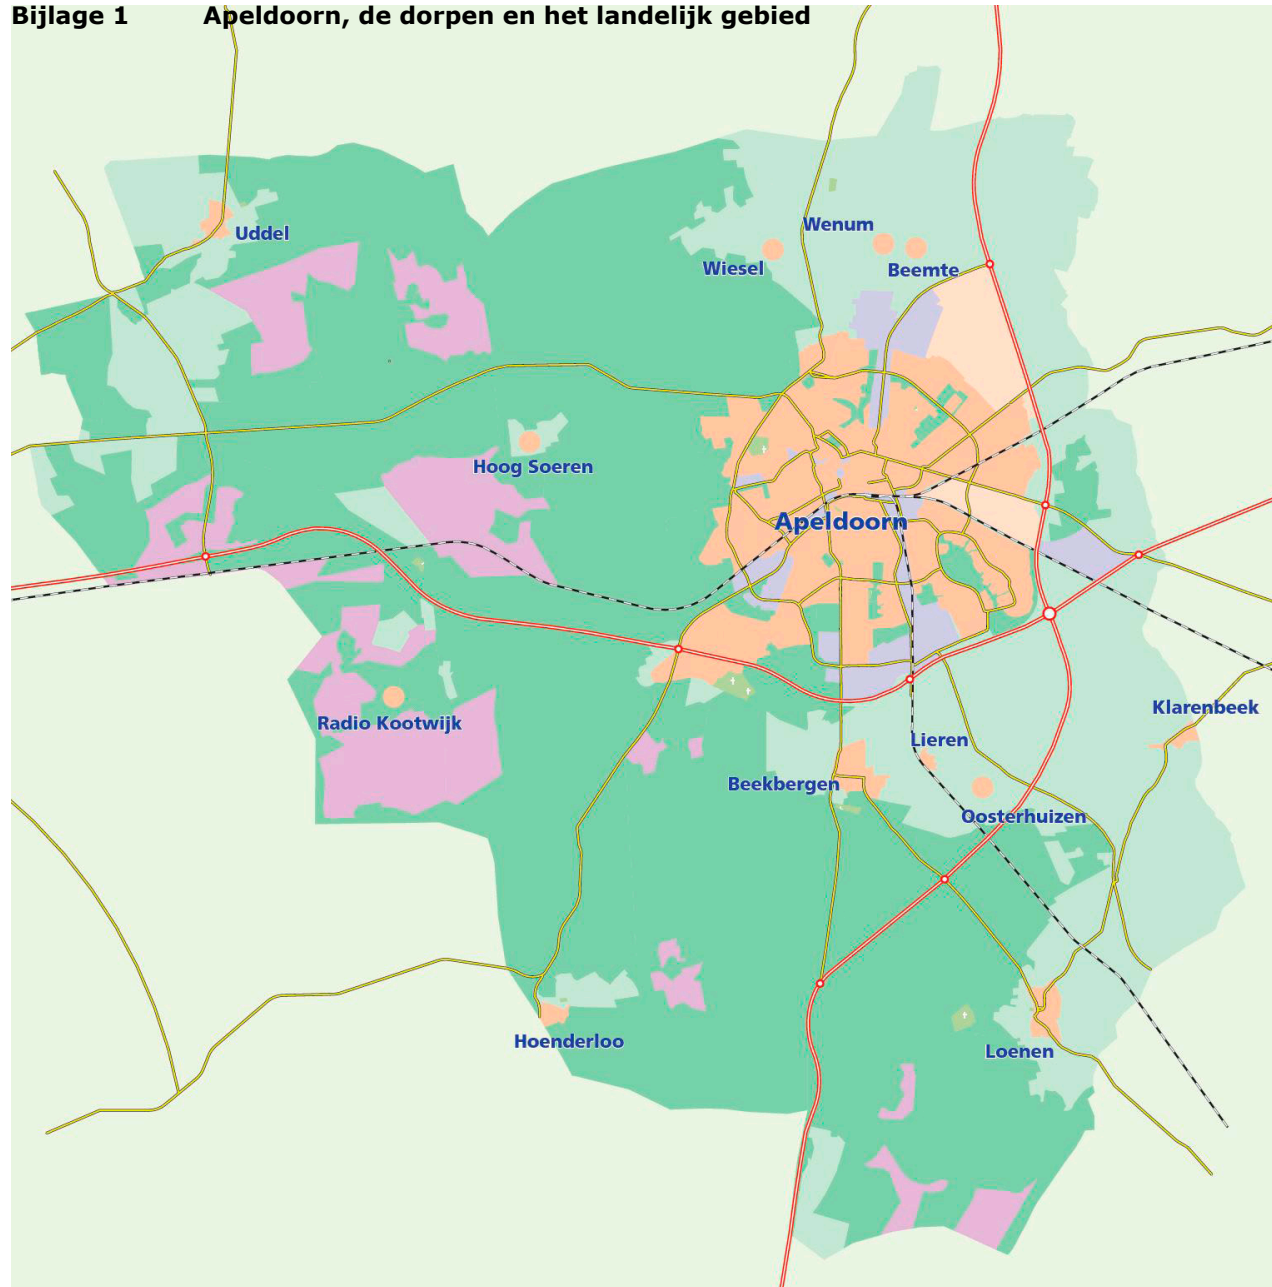 Bijlage 1 Apeldoorn, de dorpen en het landelijk gebied
Wenum
Uddel
Wiesel
Beemte
Hoog Soeren
Apeldoorn
Klarenbeek
Radio Kootwijk
Lieren
Beekbergen
Oosterhuizen
Hoenderloo
Loenen